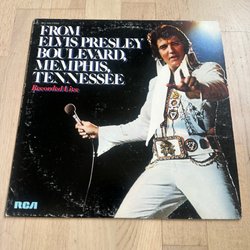 FROM
ELVIS PRESLEY
BOULEVARD,
MEMPHIS,
TENNESSEE
Recorded Live
RCA